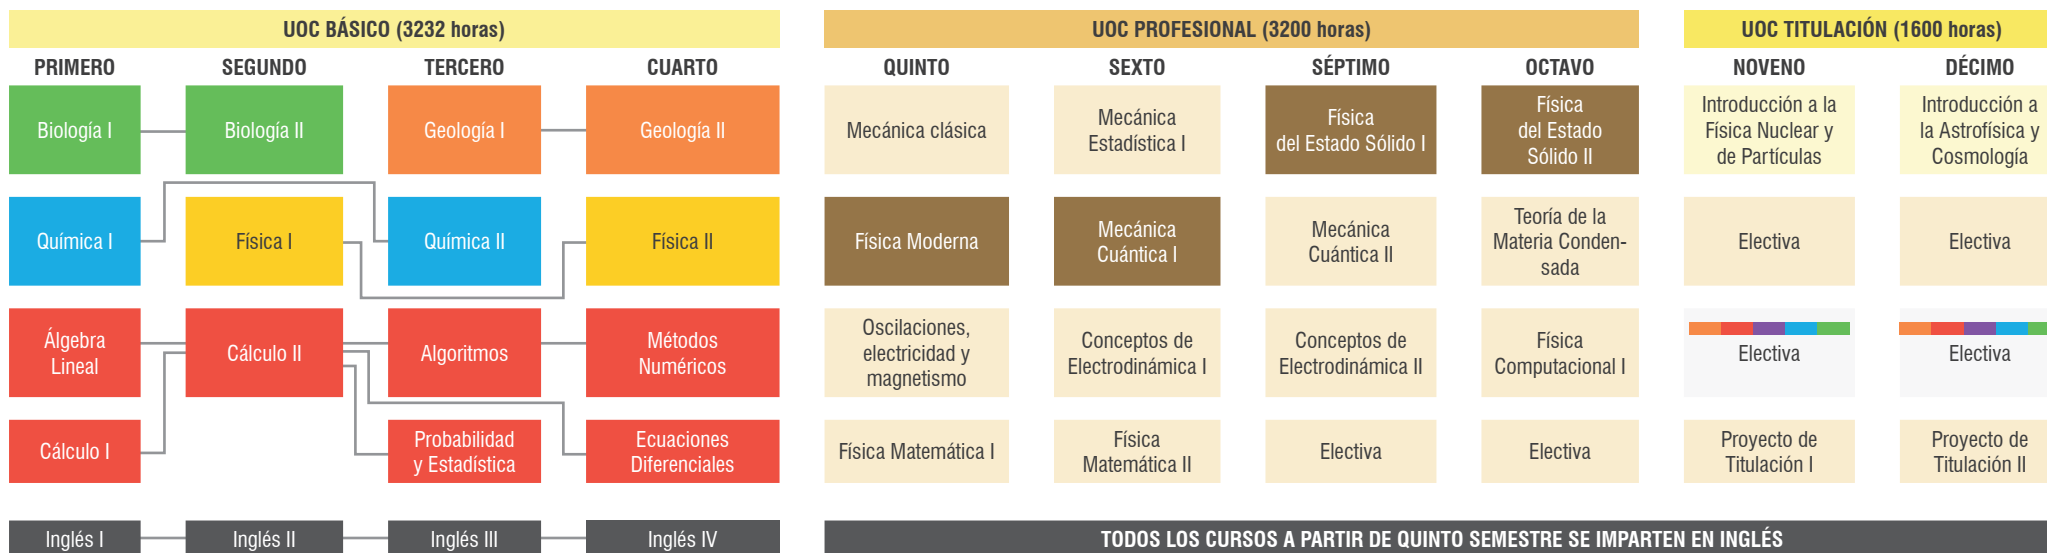 UOC BÁSICO (3232 horas)
UOC PROFESIONAL (3200 horas)
UOC TITULACIÓN (1600 horas)
PRIMERO
SEGUNDO
TERCERO
CUARTO
QUINTO
SEXTO
SÉPTIMO
OCTAVO
NOVENO
DÉCIMO
Biología I
Biología II
Geología I
Geología II
Mecánica clásica
Mecánica
Estadística I
Física
del Estado Sólido I
Física
del Estado
Sólido II
Introducción a la
Física Nuclear y
de Partículas
Introducción a
la Astrofísica y
Cosmología
Química I
Física I
Química II
Física II
Física Moderna
Mecánica
Cuántica I
Mecánica
Cuántica II
Teoría de la
Materia Conden-
sada
Electiva
Electiva
Álgebra
Lineal
Cálculo II
Algoritmos
Métodos
Numéricos
Oscilaciones,
electricidad y
magnetismo
Conceptos de
Electrodinámica I
Conceptos de
Electrodinámica II
Física
Computacional I
Electiva
Electiva
Cálculo I
Probabilidad
y Estadística
Ecuaciones
Diferenciales
Física Matemática I
Física
Matemática II
Electiva
Electiva
Proyecto de
Titulación I
Proyecto de
Titulación II
Inglés I
Inglés II
Inglés III
Inglés IV
TODOS LOS CURSOS A PARTIR DE QUINTO SEMESTRE SE IMPARTEN EN INGLÉS